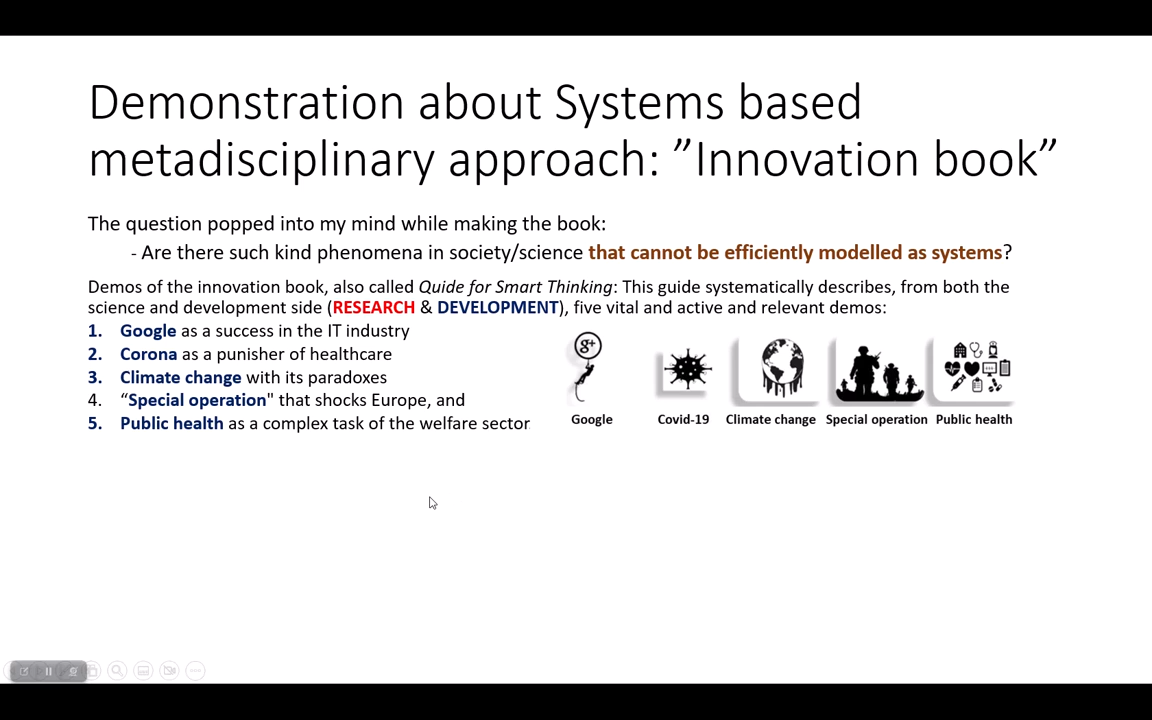 Demonstration about Systems based
metadisciplinary approach: ”Innovation book”
The question popped into my mind while making the book:
- Are there such kind phenomena in society/science that cannot be efficiently modelled as systems?
Demos of the innovation book, also called Quide for Smart Thinking: This guide systematically describes, from both the
science and development side (RESEARCH & DEVELOPMENT), five vital and active and relevant demos:
1. Google as a success in the IT industry
2. Corona as a punisher of healthcare
3. Climate change with its paradoxes
4. “Special operation" that shocks Europe, and
5. Public health as a complex task of the welfare sector
g+
Google Covid-19 Climate change Special operation Public health